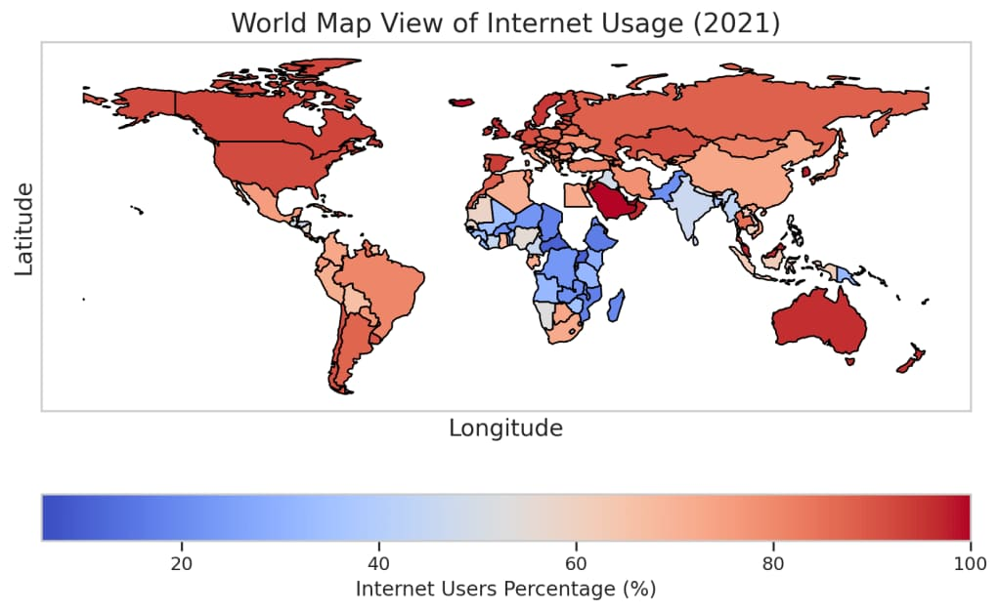 World Map View of Internet Usage (2021)
Latitude
Longitude
20 40 60 80 100
Internet Users Percentage (%)